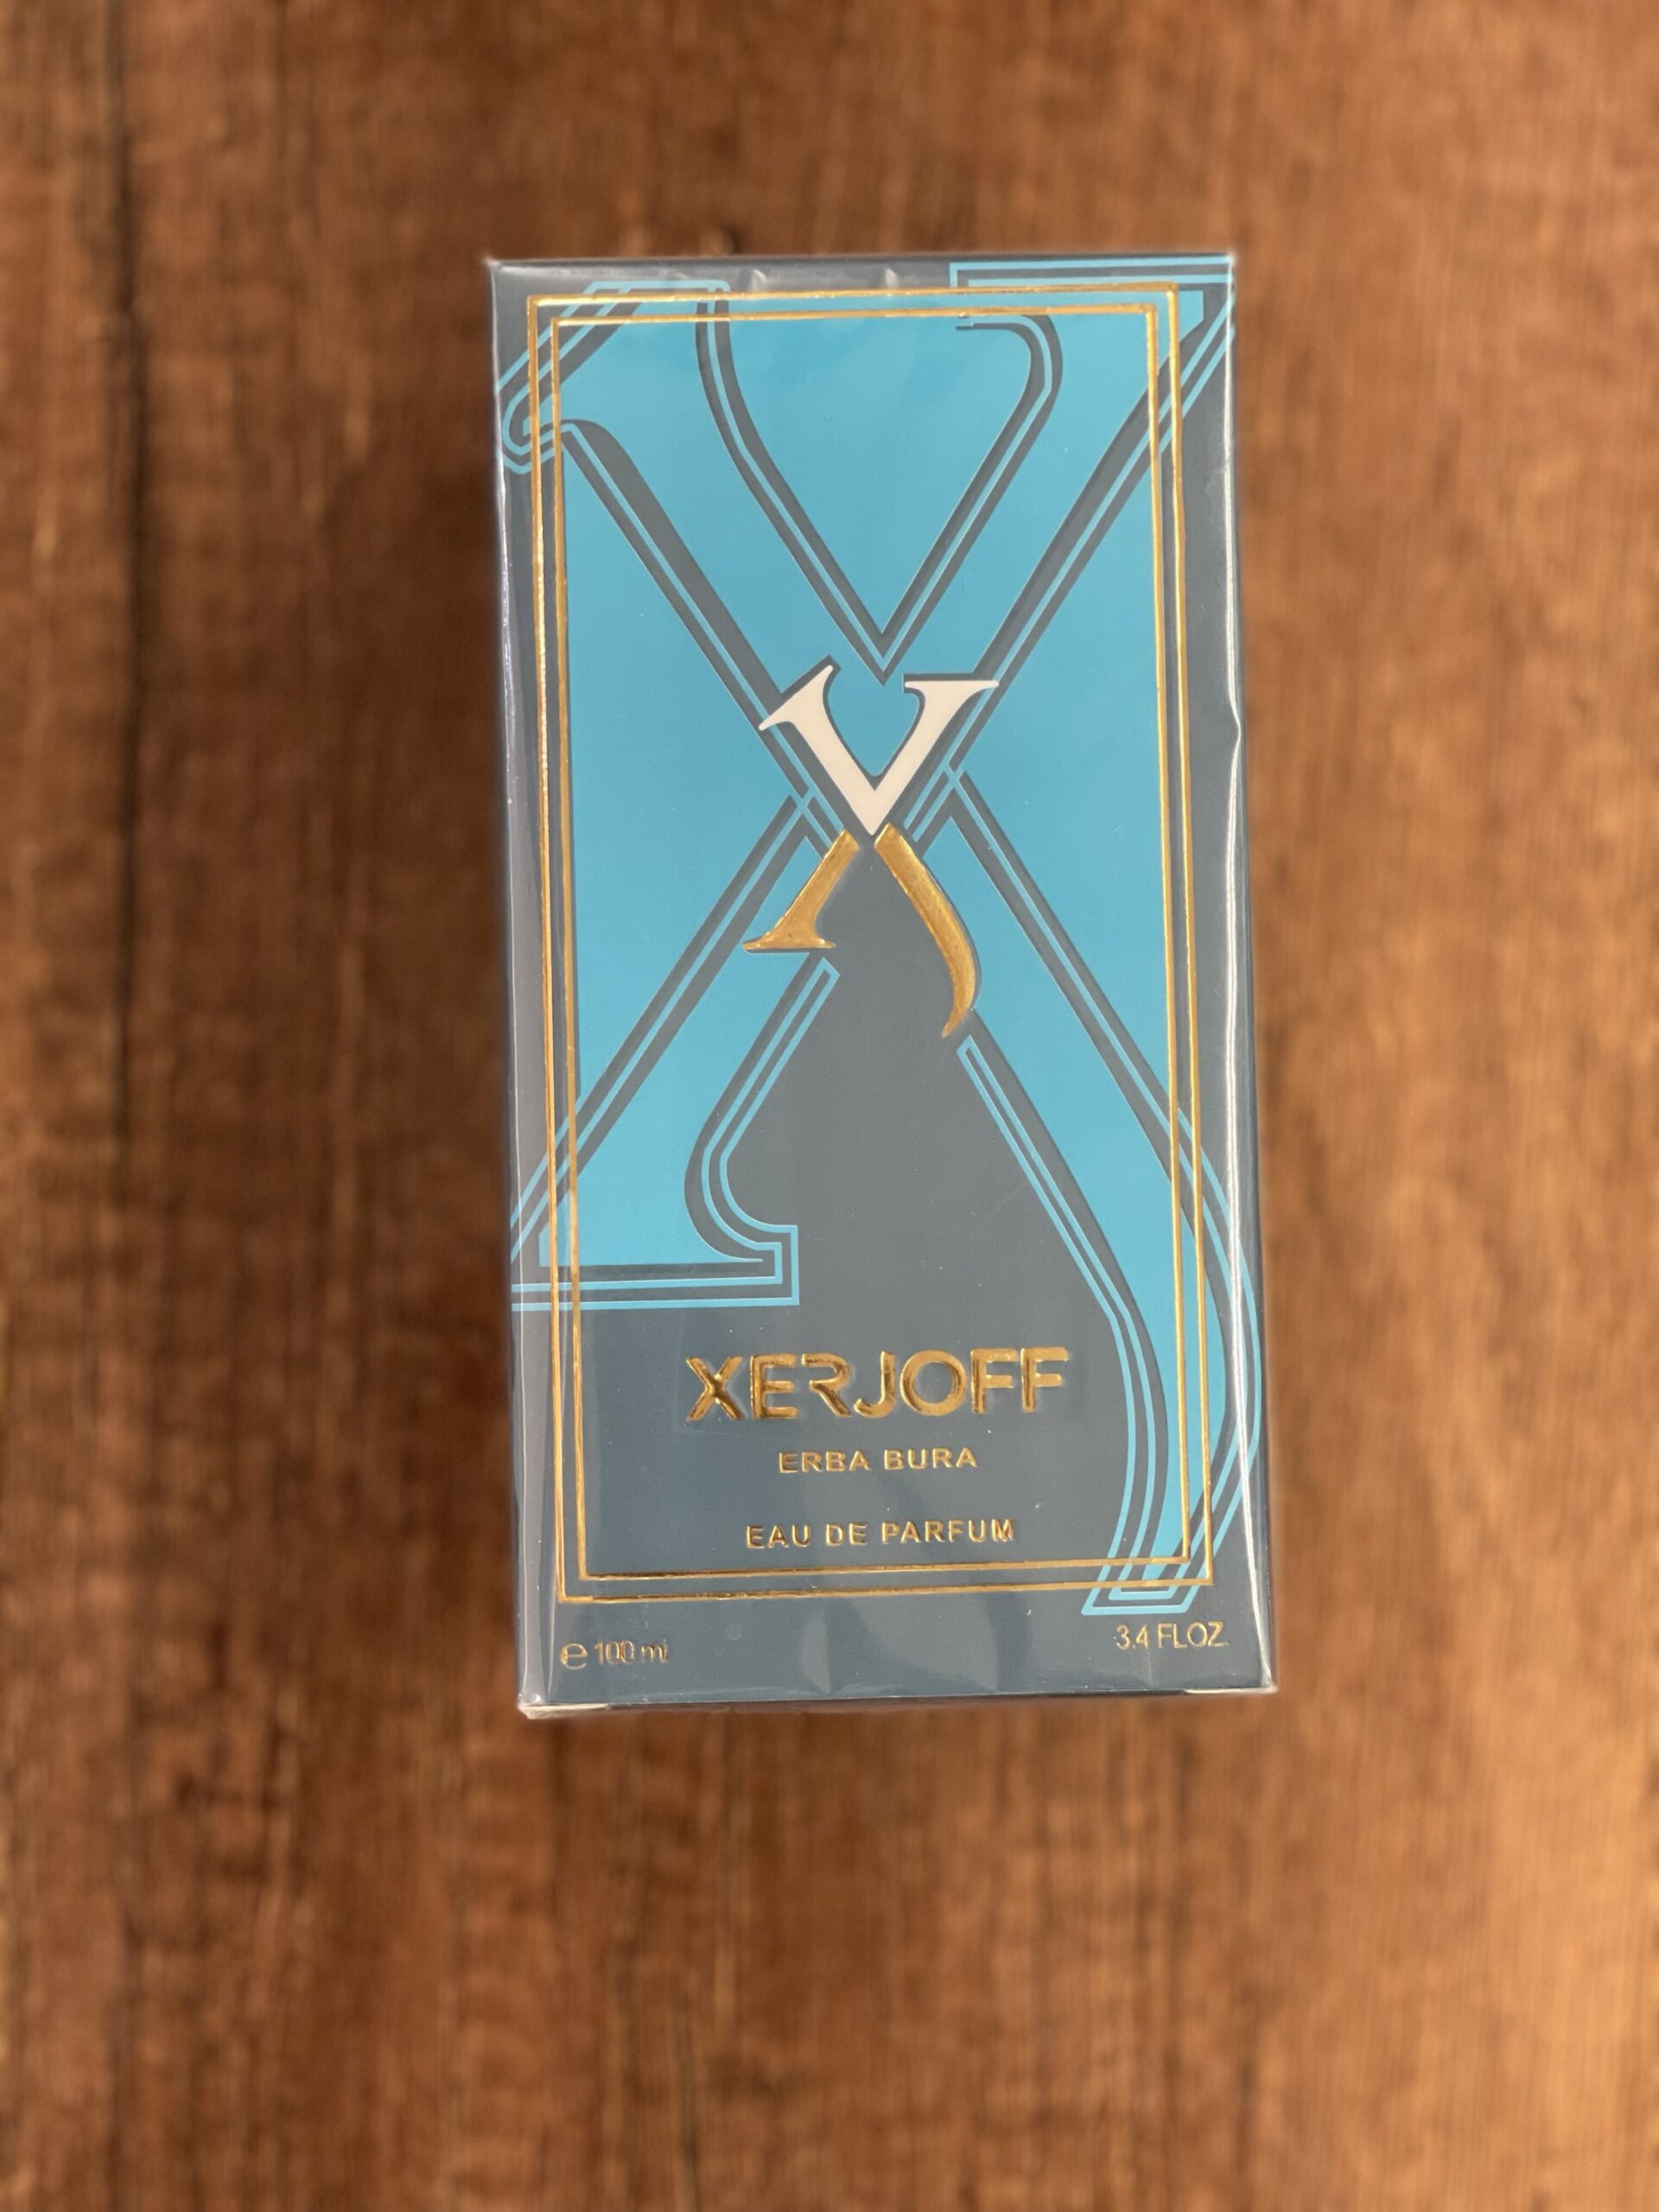 XERJOFF
ERBA BURA
EAU DE PARFUM
e 100 ml
3.4 FL OZ.